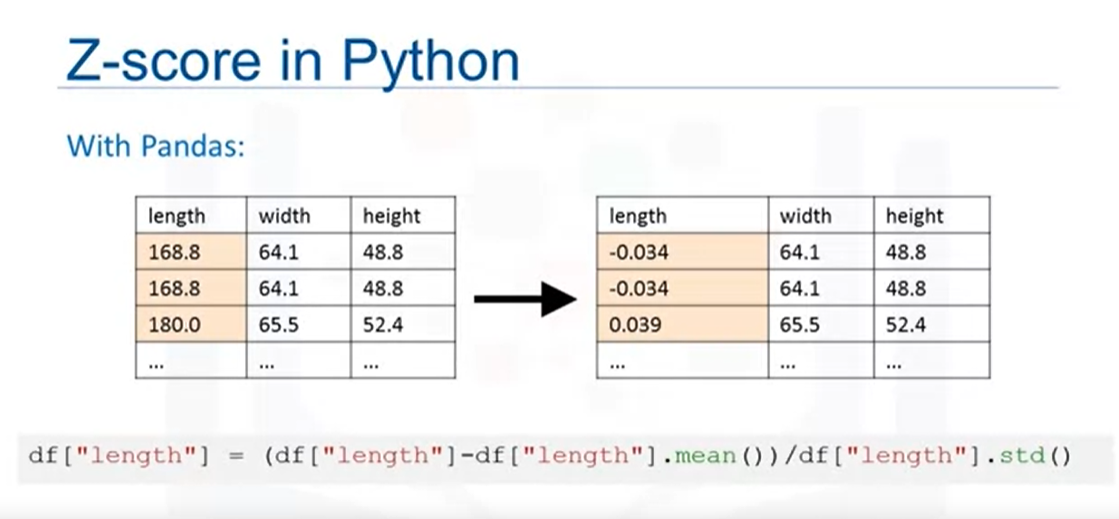 Z-score in Python
With Pandas:
length width height
168.8 64.1 48.8
168.8 64.1 48.8
180.0 65.5 52.4
... ... ...
length width height
-0.034 64.1 48.8
-0.034 64.1 48.8
0.039 65.5 52.4
... ... ...
df["length"] = (df["length"]-df["length"].mean())/df["length"].std()